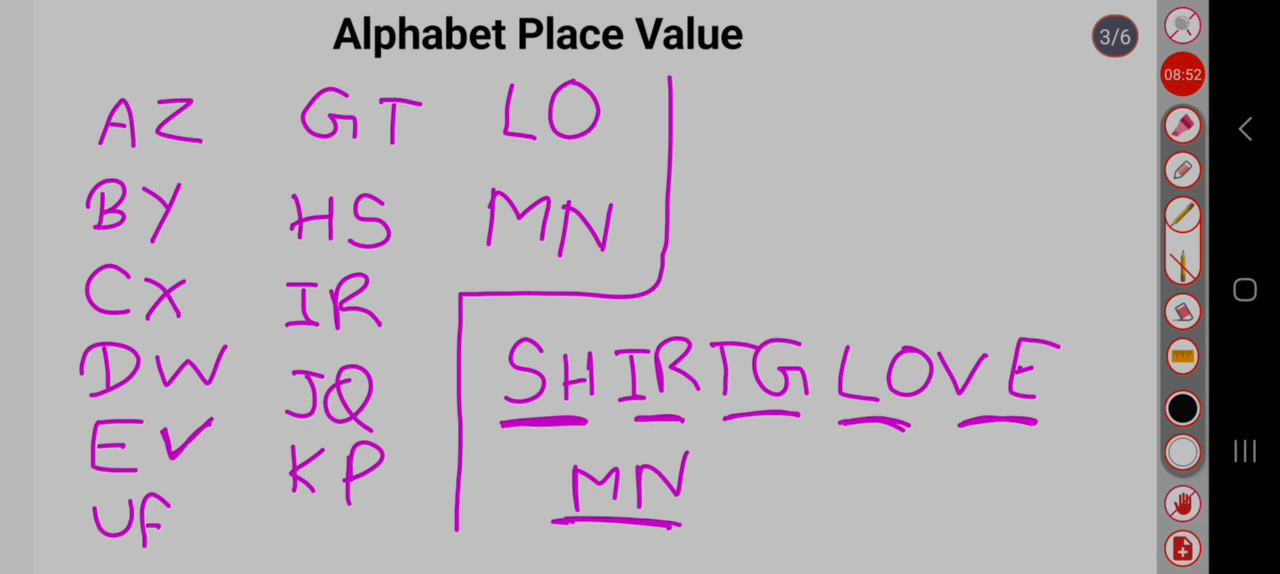 Alphabet Place Value
3/6
08:52
AZ GT LO
BY HS MN
CX IR
DW JQ
EV KP
UF
SHIRTGLOVE
MN